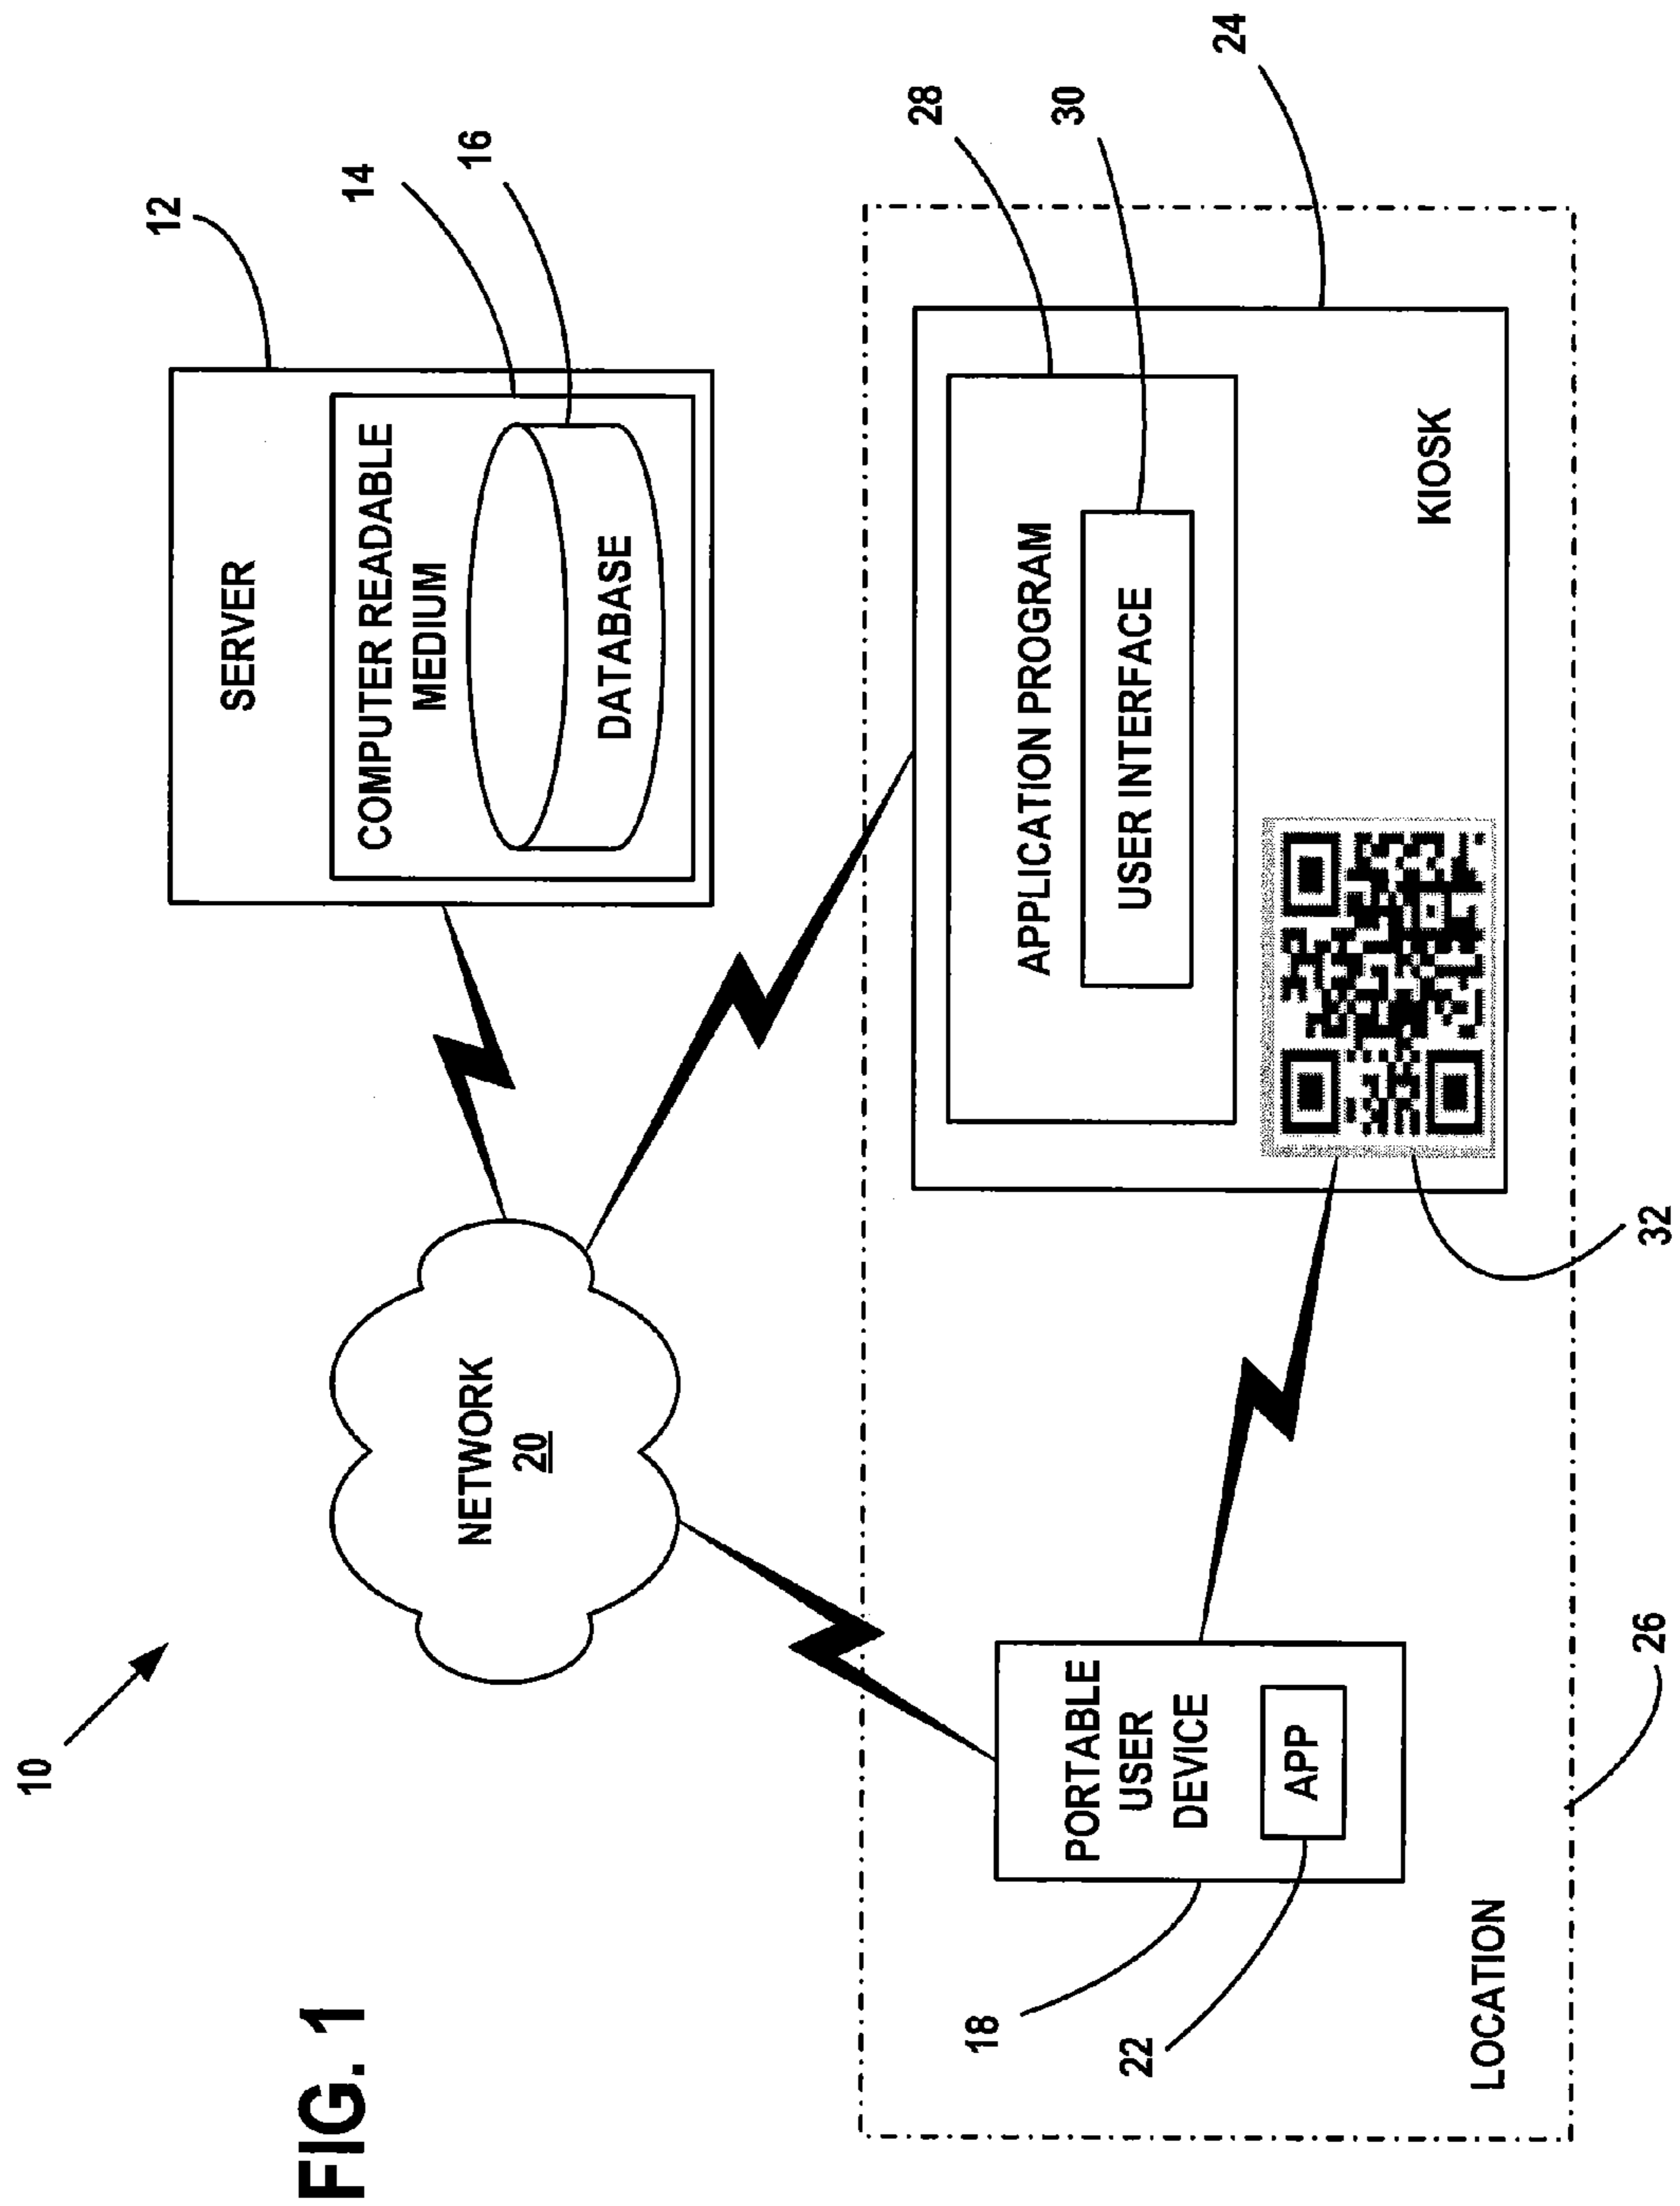 FIG. 1
10
12
SERVER
14
COMPUTER READABLE
MEDIUM
16
DATABASE
NETWORK
20
18
PORTABLE
USER
DEVICE
22
APP
LOCATION
26
28
APPLICATION PROGRAM
30
USER INTERFACE
24
KIOSK
32